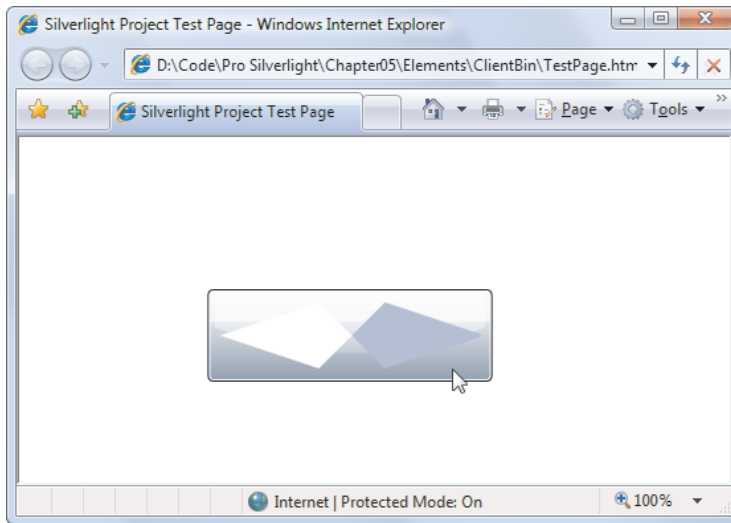 Silverlight Project Test Page - Windows Internet Explorer
D:\Code\Pro Silverlight\Chapter05\Elements\ClientBin\TestPage.htm
Silverlight Project Test Page
Page
Tools
Internet | Protected Mode: On
100%